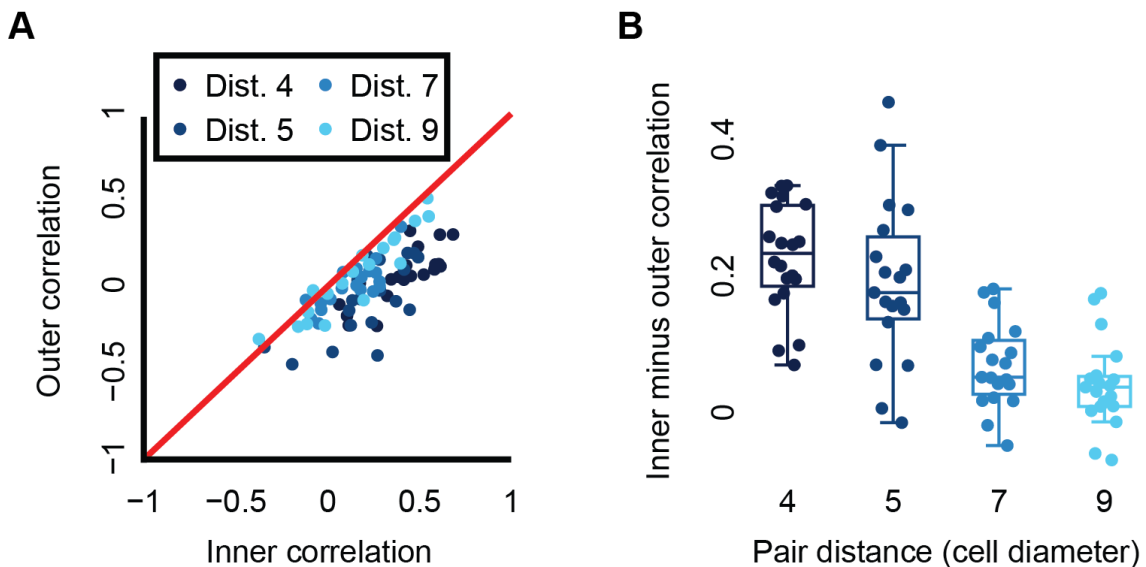 A
Dist. 4 Dist. 7
Dist. 5 Dist. 9
Outer correlation
1
0.5
0
−0.5
−1
−1 −0.5 0 0.5 1
Inner correlation
B
Inner minus outer correlation
0.4
0.2
0
4 5 7 9
Pair distance (cell diameter)